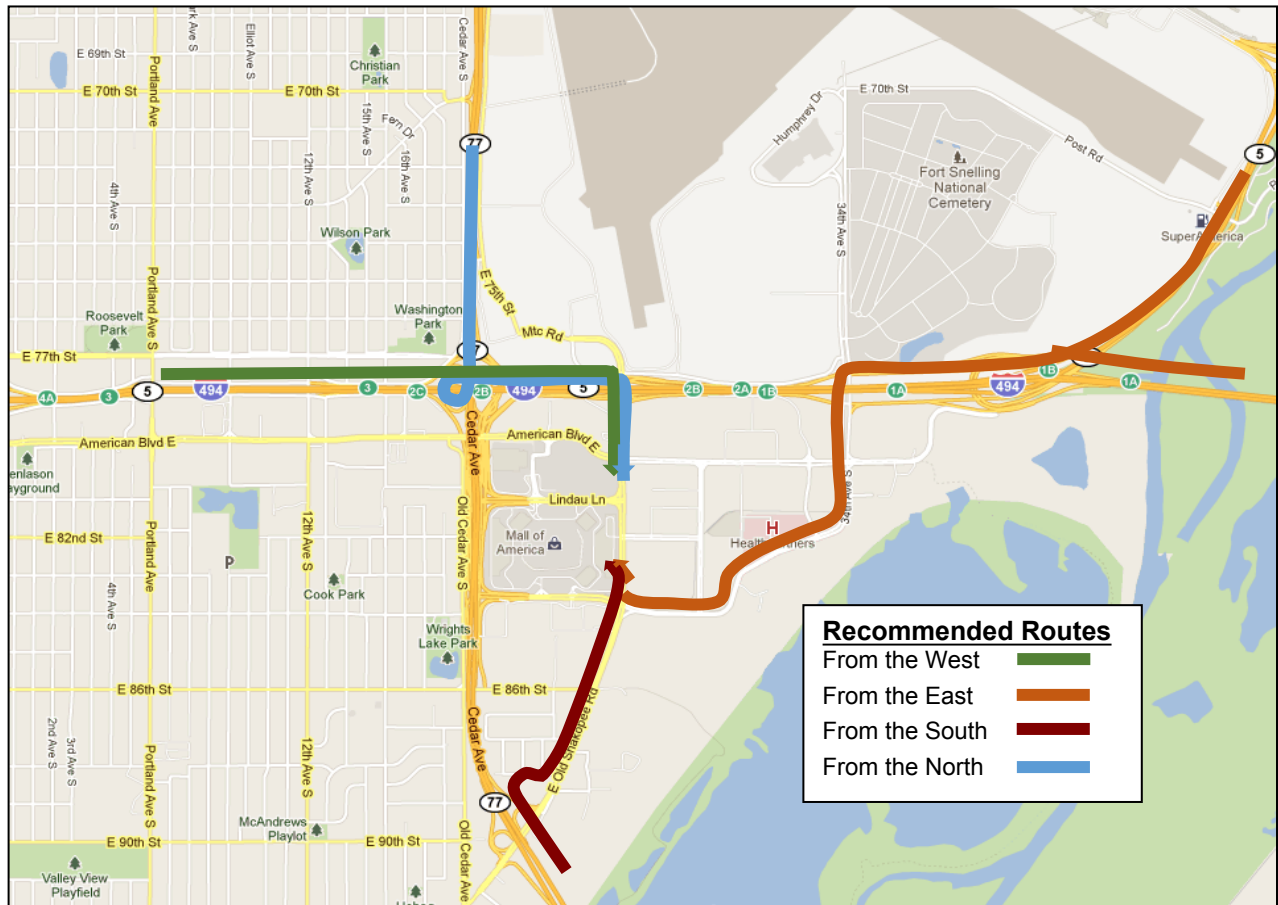 Park Ave S
Elliot Ave S
Portland Ave
Cedar Ave S
Cedar Ave S
E 69th St
Christian
Park
E 70th St
E 70th St
E 70th St
15th Ave S
Fern Dr
Humphrey Dr
Post Rd
77
5
12th Ave S
16th Ave S
Fort Snelling
National
Cemetery
4th Ave S
34th Ave S
Wilson Park
SuperAmerica
E 75th St
Portland Ave S
Roosevelt
Park
Washington
Park
Mtc Rd
E 77th St
4A
3
5
494
3
2C
2B
494
5
2B
2A
1B
1A
494
1B
1A
American Blvd E
American Blvd E
Cedar Ave
34th Ave S
Lindau Ln
Old Cedar Ave S
Mall of
America
H
E 82nd St
12th Ave S
Portland Ave
P
Cook Park
4th Ave S
Wrights
Lake Park
E 86th St
E 86th St
Recommended Routes
From the West
From the East
From the South
From the North
2nd Ave S
3rd Ave S
Portland Ave S
12th Ave S
Cedar Ave
E Old Shakopee Rd
77
McAndrews
Playlot
E 90th St
E 90th St
Old Cedar Ave
Valley View
Playfield